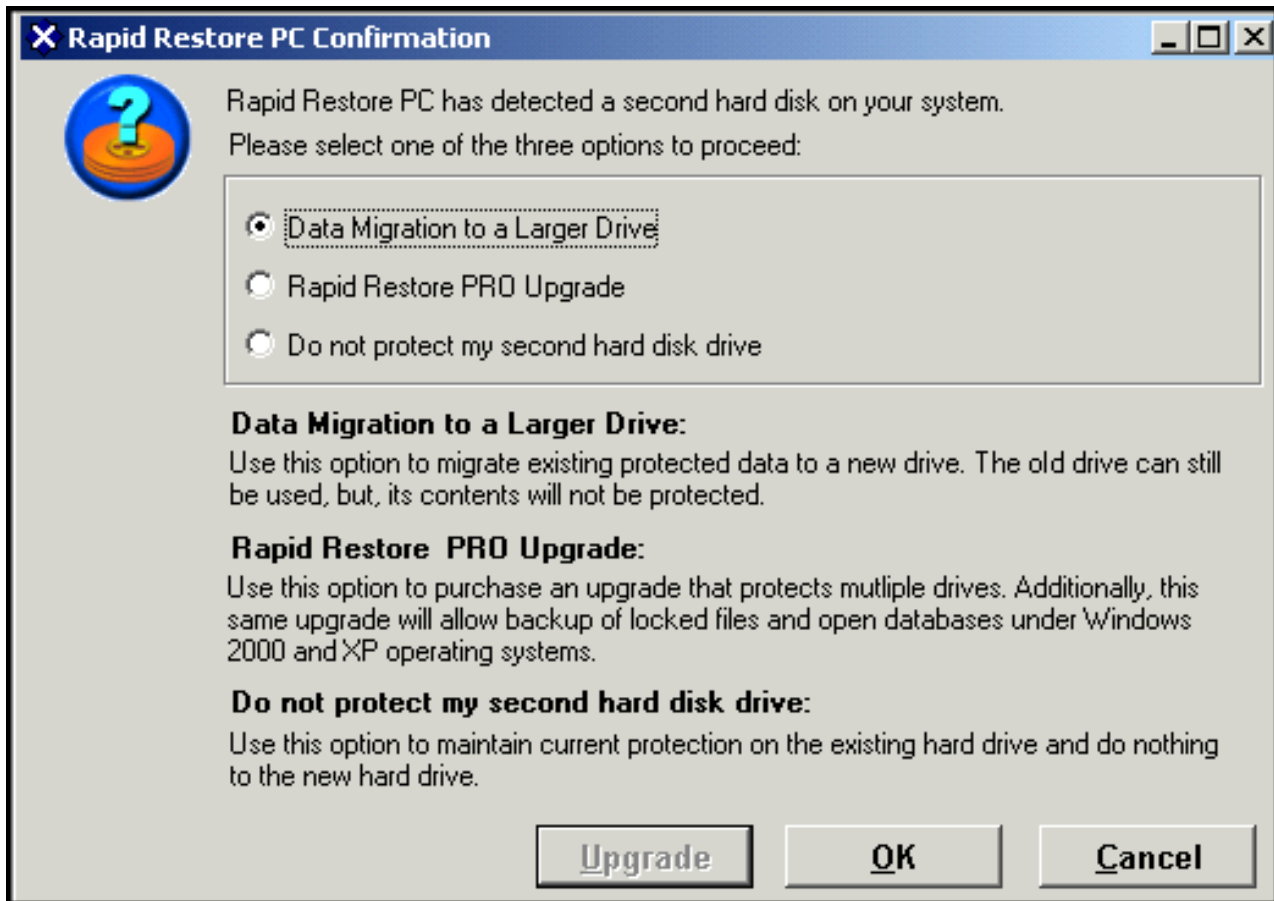 Rapid Restore PC Confirmation
Rapid Restore PC has detected a second hard disk on your system.
Please select one of the three options to proceed:
Data Migration to a Larger Drive
Rapid Restore PRO Upgrade
Do not protect my second hard disk drive
Data Migration to a Larger Drive:
Use this option to migrate existing protected data to a new drive. The old drive can still
be used, but, its contents will not be protected.
Rapid Restore  PRO Upgrade:
Use this option to purchase an upgrade that protects mutliple drives. Additionally, this
same upgrade will allow backup of locked files and open databases under Windows
2000 and XP operating systems.
Do not protect my second hard disk drive:
Use this option to maintain current protection on the existing hard drive and do nothing
to the new hard drive.
Upgrade OK Cancel